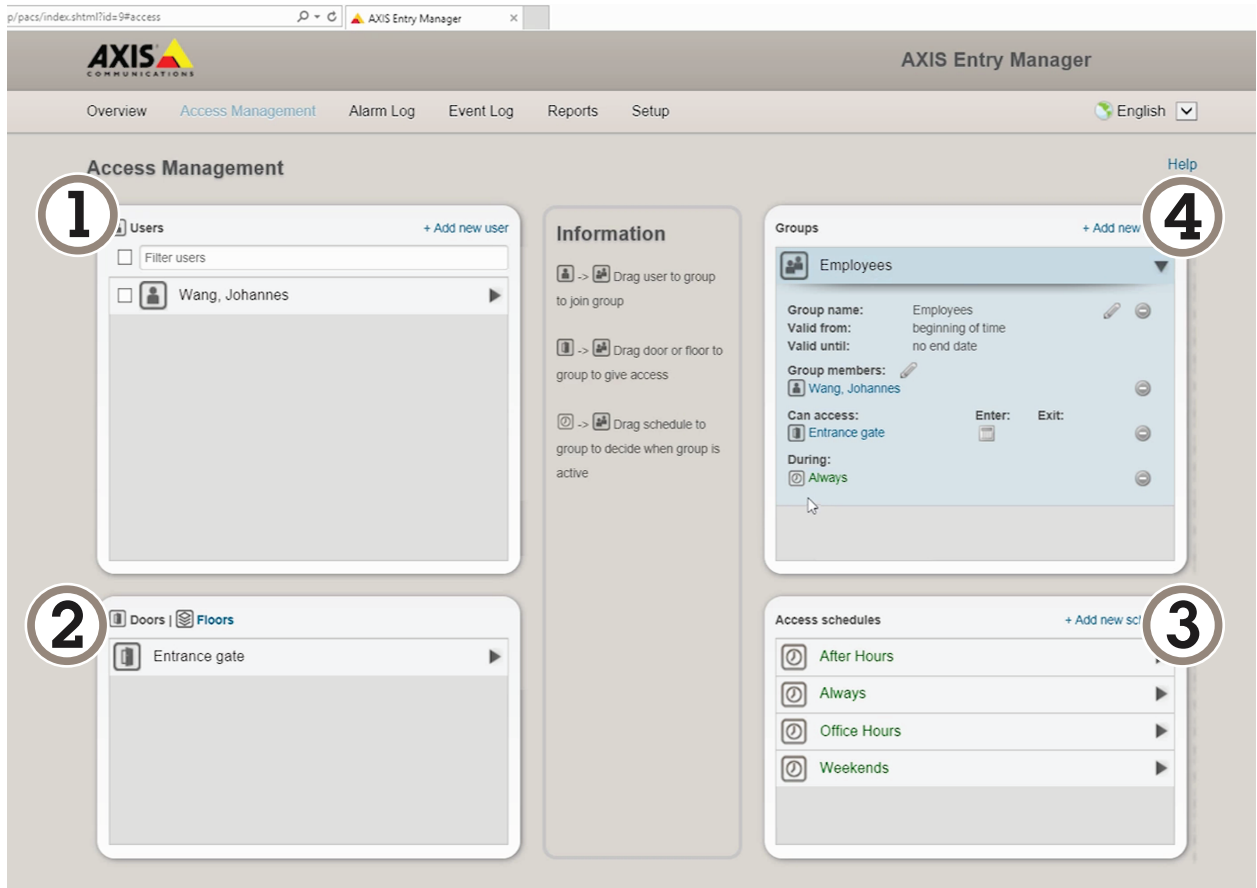 p/pacs/index.shtml?id=9#access
AXIS Entry Manager
AXIS
COMMUNICATIONS
AXIS Entry Manager
Overview Access Management Alarm Log Event Log Reports Setup
English
Access Management
Help
1
Users
+ Add new user
Filter users
Wang, Johannes
Information
-> Drag user to group
to join group
-> Drag door or floor to
group to give access
-> Drag schedule to
group to decide when group is
active
4
Groups
+ Add new
Employees
Group name: Employees
Valid from: beginning of time
Valid until: no end date
Group members:
Wang, Johannes
Can access: Enter: Exit:
Entrance gate
During:
Always
2
Doors | Floors
Entrance gate
3
Access schedules
+ Add new
After Hours
Always
Office Hours
Weekends